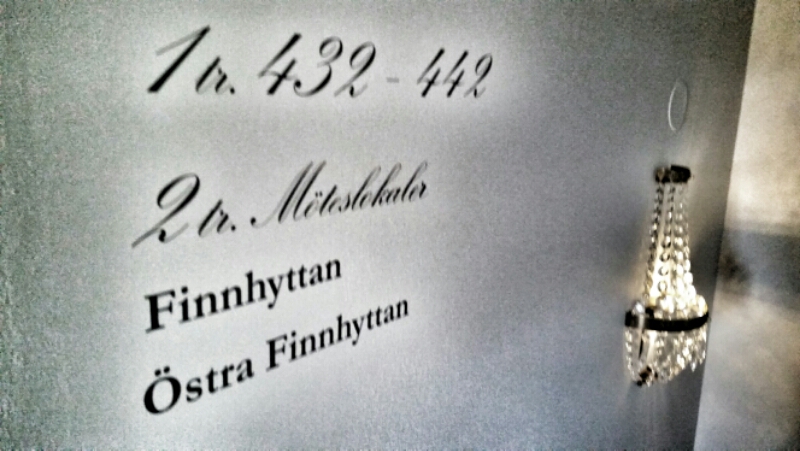 1 tr. 432 - 442
2 tr. Möteslokaler
Finnhyttan
Östra Finnhyttan